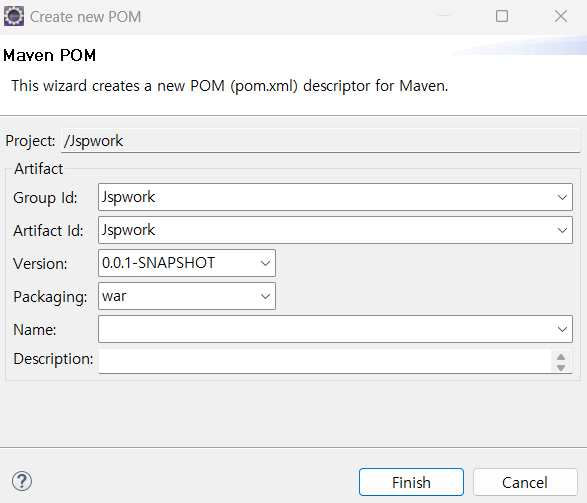 Create new POM
Maven POM
This wizard creates a new POM (pom.xml) descriptor for Maven.
Project: /Jspwork
Artifact
Group Id: Jspwork
Artifact Id: Jspwork
Version: 0.0.1-SNAPSHOT
Packaging: war
Name:
Description:
? Finish Cancel